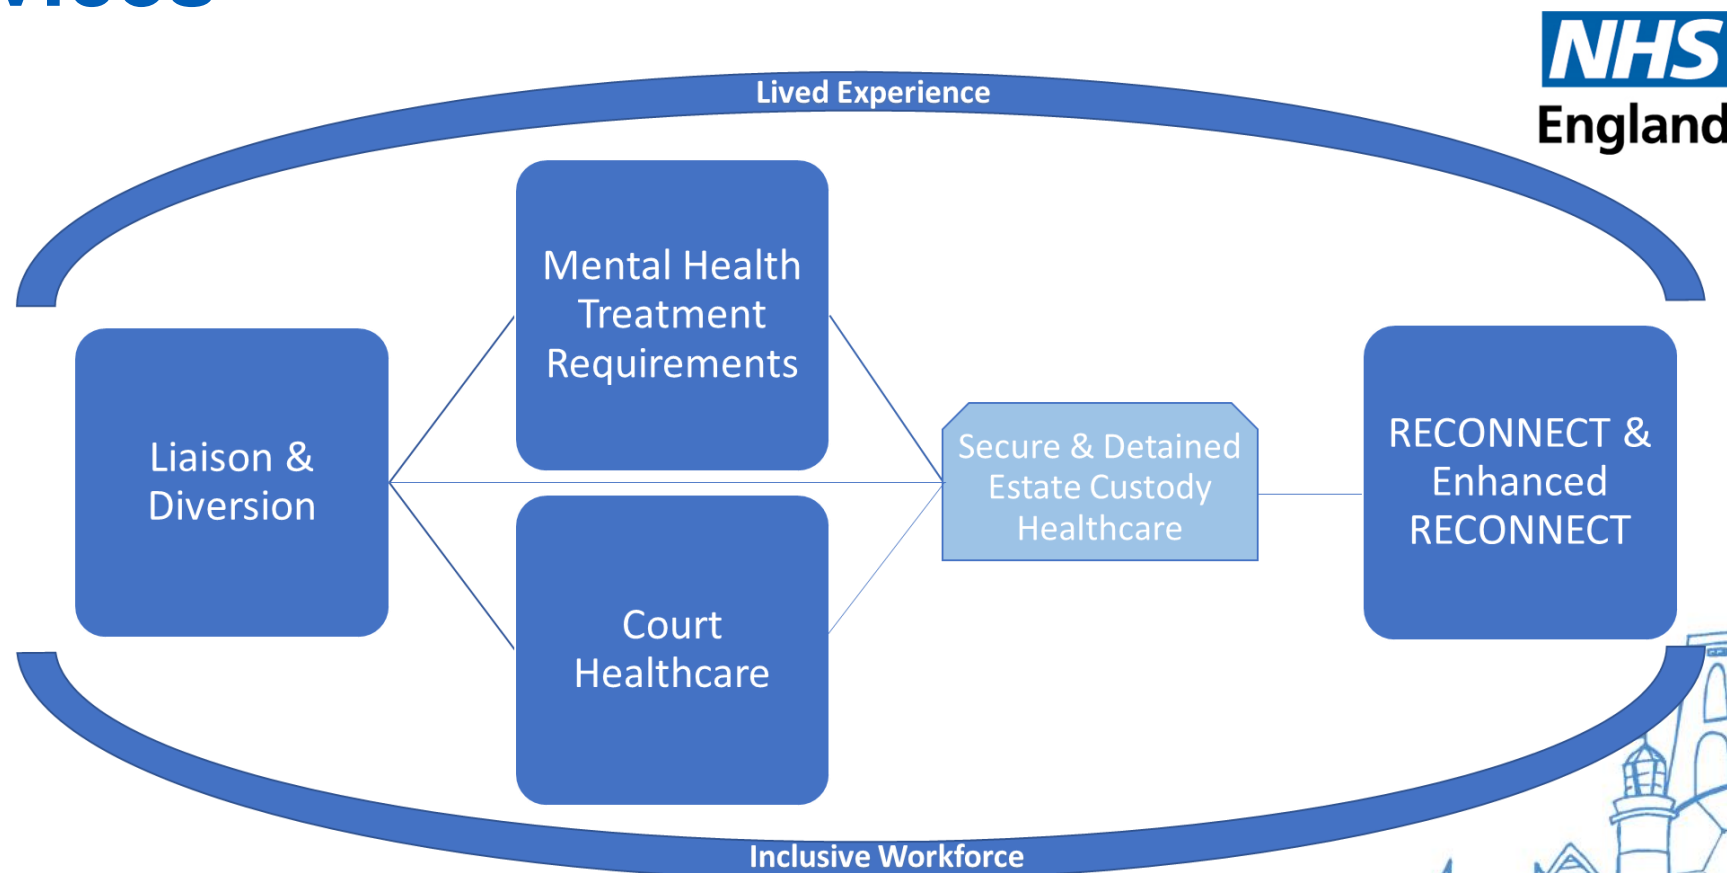 NHS
England
Lived Experience
Mental Health
Treatment
Requirements
Liaison &
Diversion
Court
Healthcare
Secure & Detained
Estate Custody
Healthcare
RECONNECT &
Enhanced
RECONNECT
Inclusive Workforce